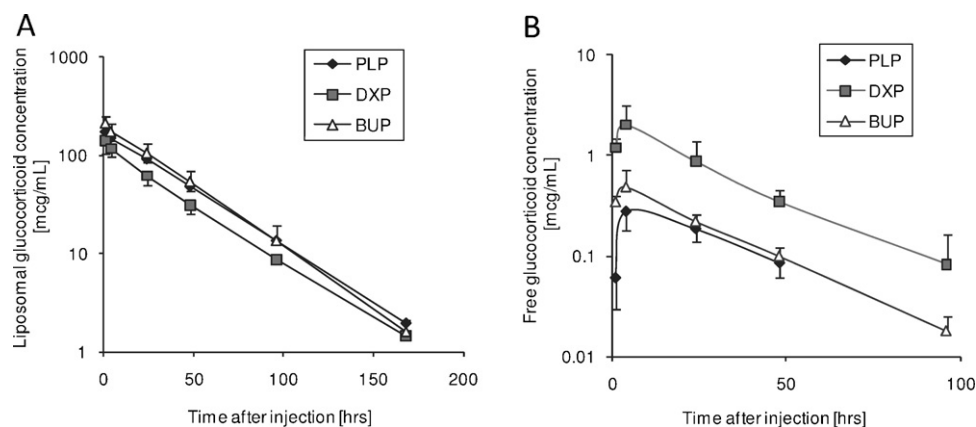 A
Liposomal glucocorticoid concentration
[mcg/mL]
1000
100
10
1
0
50
100
150
200
Time after injection [hrs]
PLP
DXP
BUP
B
Free glucocorticoid concentration
[mcg/mL]
10
1
0.1
0.01
0
50
100
Time after injection [hrs]
PLP
DXP
BUP